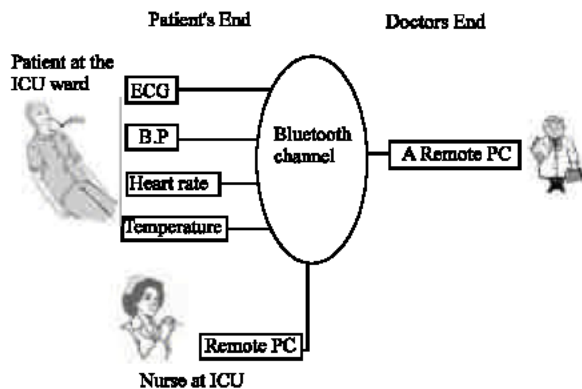 Patient's End
Doctors End
Patient at the
ICU ward
ECG
B.P
Heart rate
Temperature
Bluetooth
channel
A Remote PC
Remote PC
Nurse at ICU